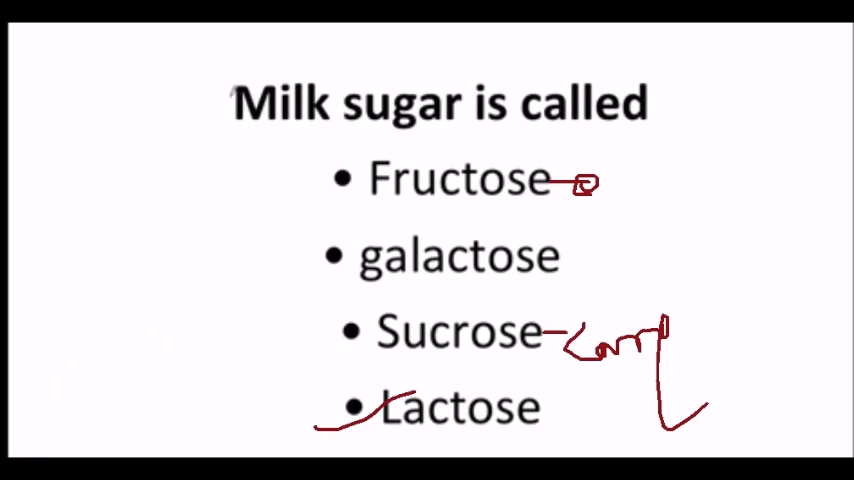 Milk sugar is called
• Fructose
• galactose
• Sucrose
• Lactose